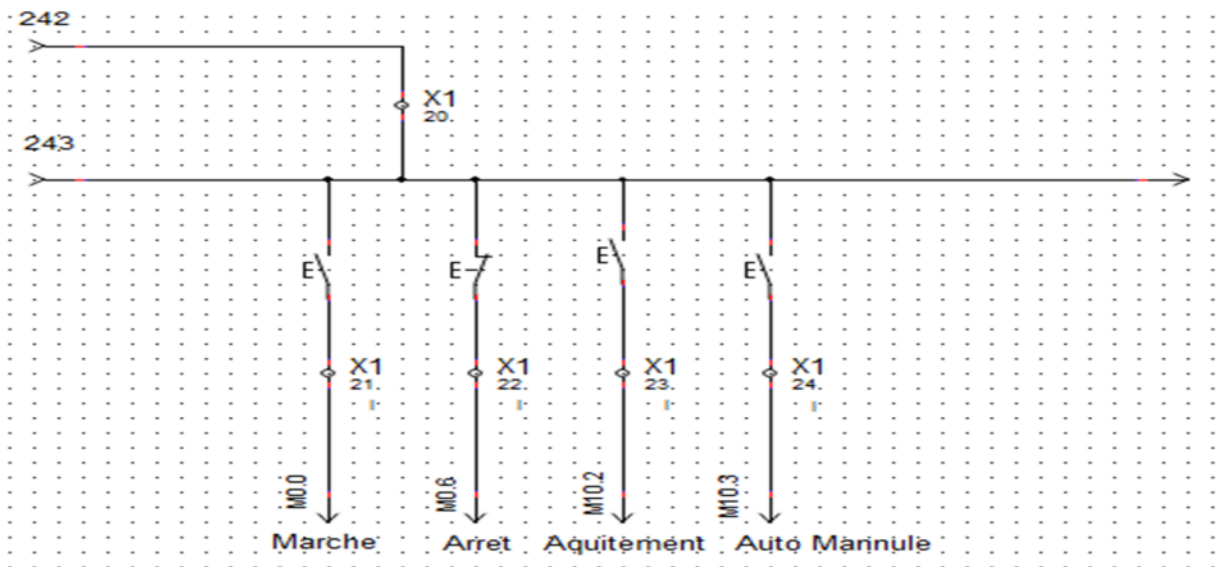 242
X1
20.
243
E
E
E
E
X1
21.
X1
22.
X1
23.
X1
24.
M0.0
M0.6
M10.2
M10.3
Marche
Arret
Aquitement
Auto Mannule